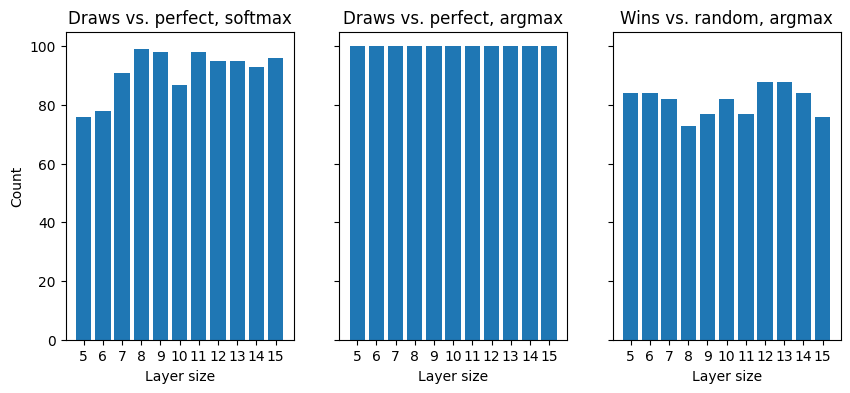 Draws vs. perfect, softmax
Count
100
80
60
40
20
0
5 6 7 8 9 10 11 12 13 14 15
Layer size
Draws vs. perfect, argmax
5 6 7 8 9 10 11 12 13 14 15
Layer size
Wins vs. random, argmax
5 6 7 8 9 10 11 12 13 14 15
Layer size